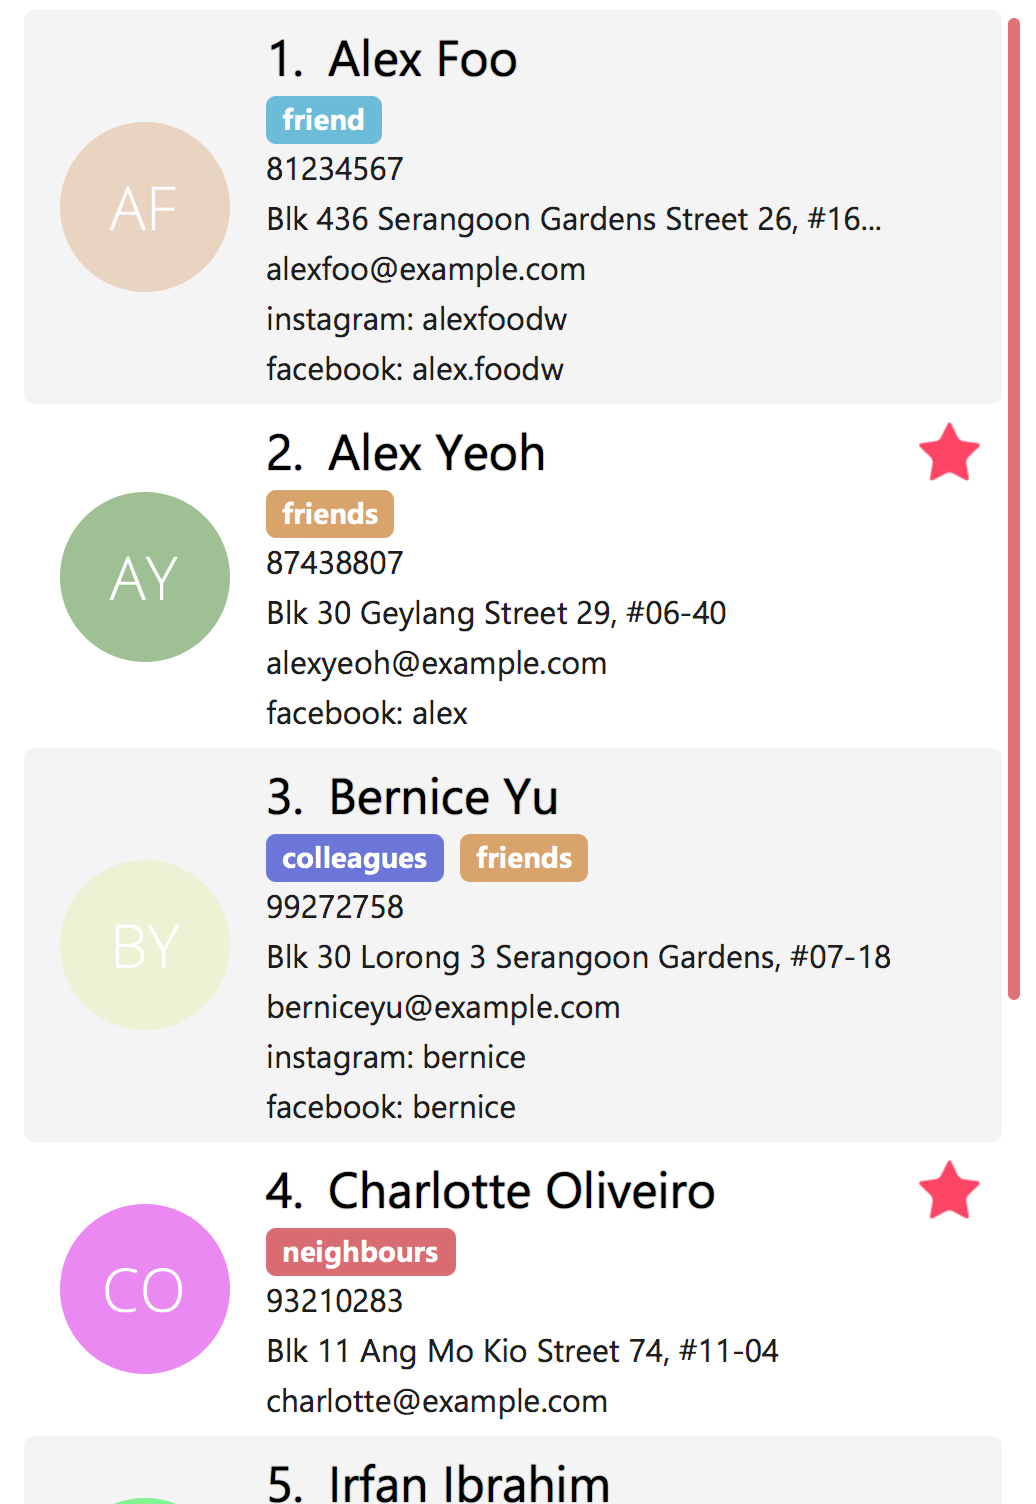 1. Alex Foo
friend
AF
81234567
Blk 436 Serangoon Gardens Street 26, #16...
alexfoo@example.com
instagram: alexfoodw
facebook: alex.foodw
2. Alex Yeoh
friends
AY
87438807
Blk 30 Geylang Street 29, #06-40
alexyeoh@example.com
facebook: alex
3. Bernice Yu
colleagues friends
BY
99272758
Blk 30 Lorong 3 Serangoon Gardens, #07-18
berniceyu@example.com
instagram: bernice
facebook: bernice
4. Charlotte Oliveiro
neighbours
CO
93210283
Blk 11 Ang Mo Kio Street 74, #11-04
charlotte@example.com
5. Irfan Ibrahim